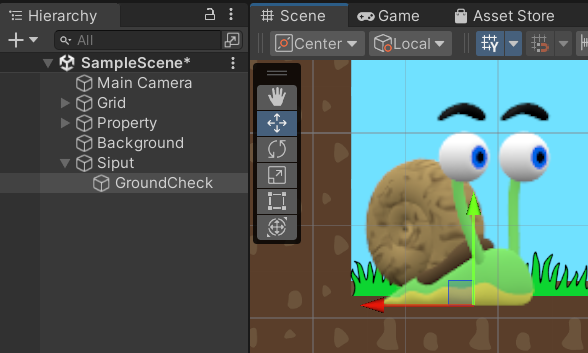 Hierarchy
All
SampleScene*
Main Camera
Grid
Property
Background
Siput
GroundCheck
Scene
Game
Asset Store
Center
Local
Y